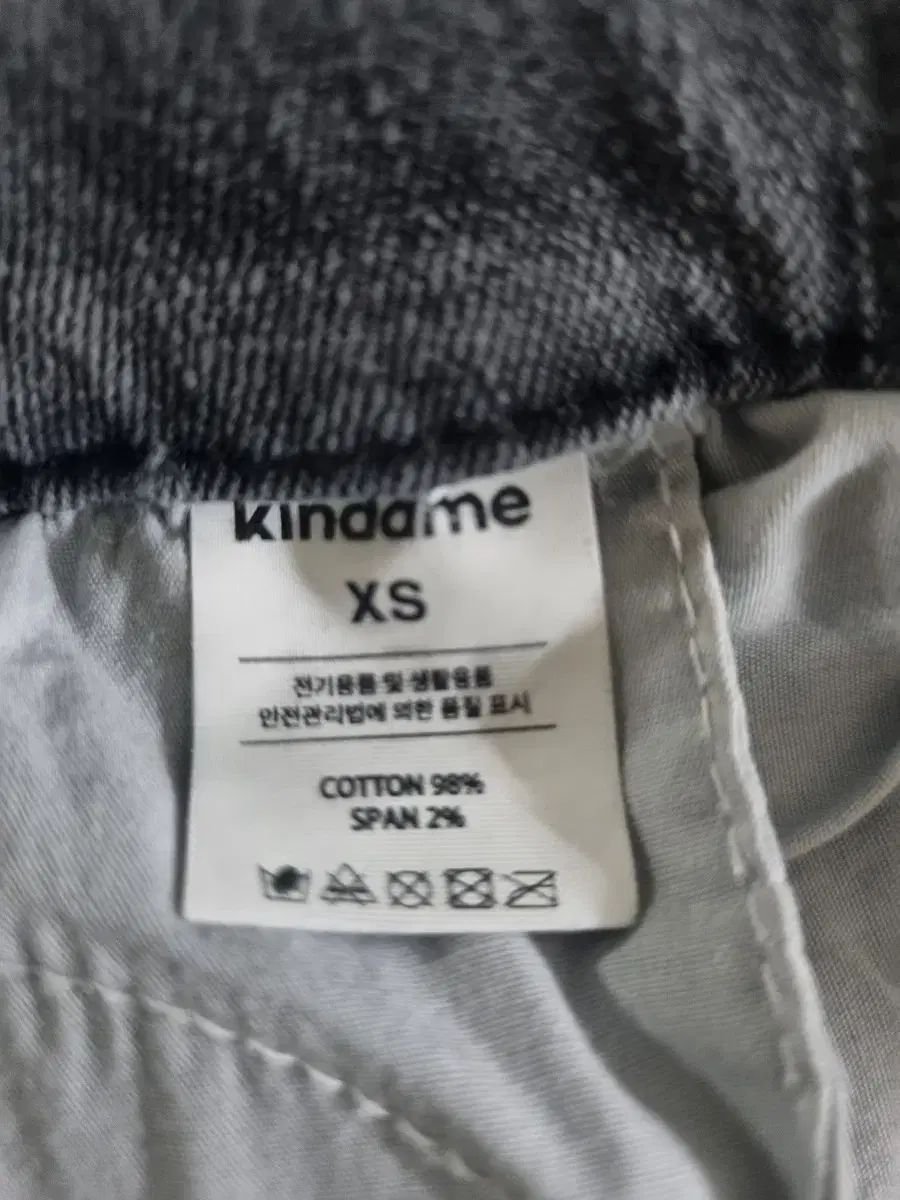 kindame
XS
전기용품 및 생활용품
안전관리법에 의한 품질 표시
COTTON 98%
SPAN 2%